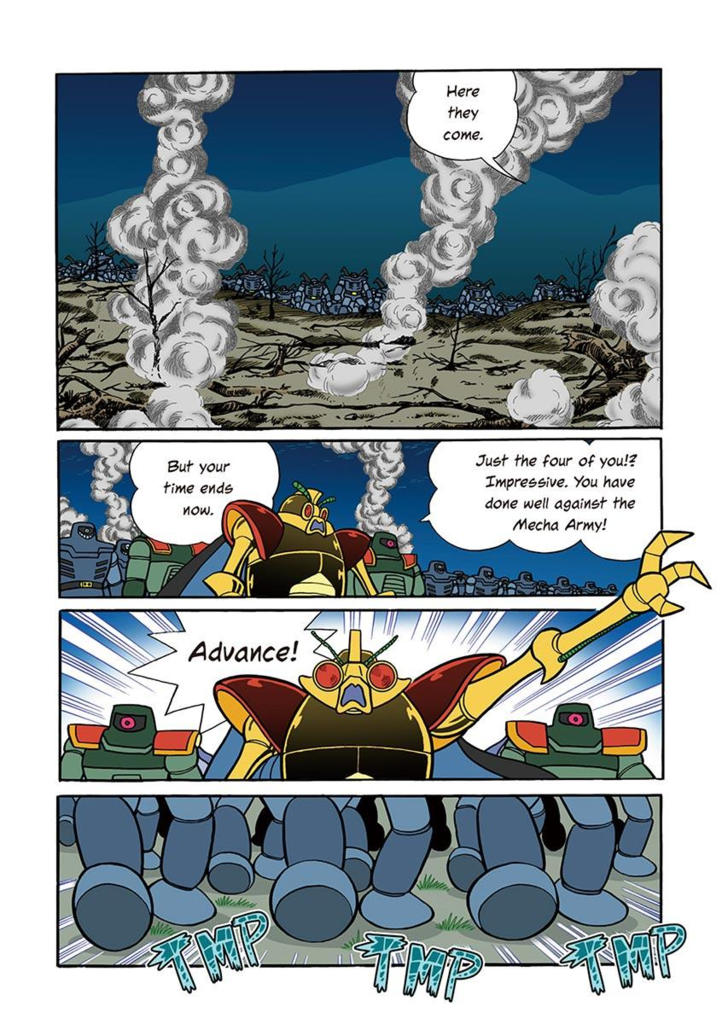 Here
they
come.
But your
time ends
now.
Just the four of you!?
Impressive. You have
done well against the
Mecha Army!
Advance!
TMP
TMP
TMP